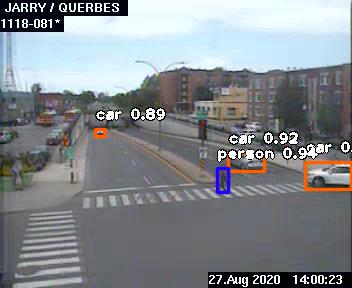 JARRY / QUERBES
1118-081*
car 0.89
car 0.92
person 0.94
car 0.
27.Aug 2020 14:00:23